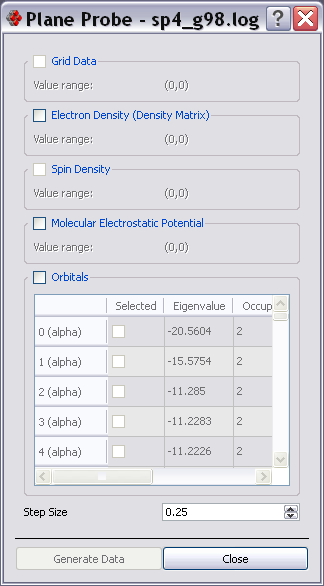 Plane Probe - sp4_g98.log
Grid Data
Value range: (0,0)
Electron Density (Density Matrix)
Value range: (0,0)
Spin Density
Value range: (0,0)
Molecular Electrostatic Potential
Value range: (0,0)
Orbitals
Selected Eigenvalue Occup
0 (alpha) -20.5604 2
1 (alpha) -15.5754 2
2 (alpha) -11.285 2
3 (alpha) -11.2283 2
4 (alpha) -11.2226 2
Step Size 0.25
Generate Data Close